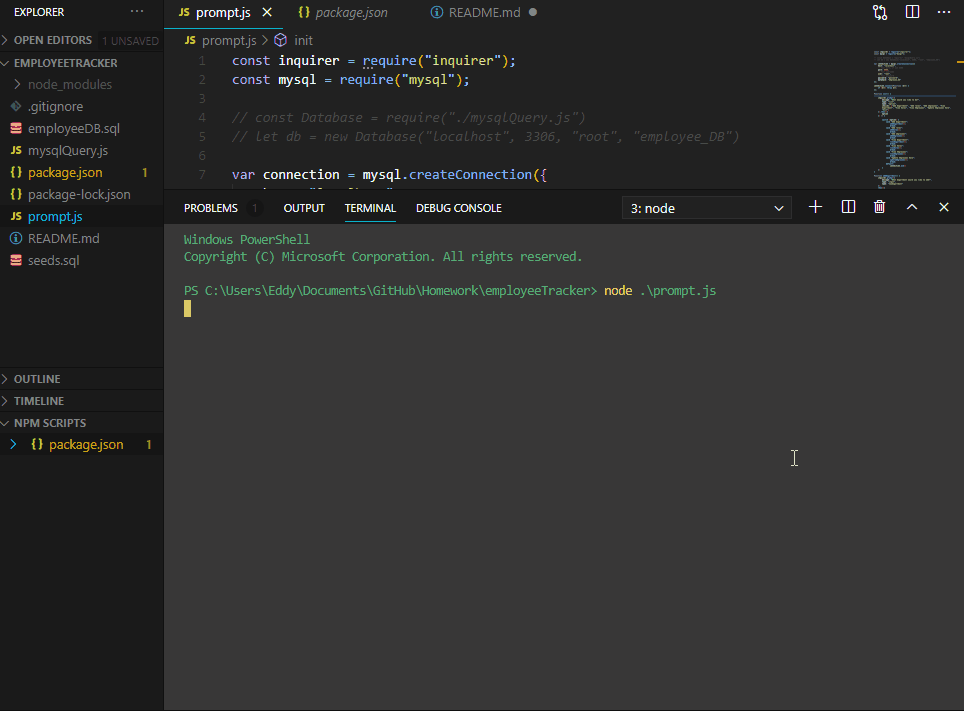 EXPLORER
OPEN EDITORS 1 UNSAVED
EMPLOYEETRACKER
node_modules
.gitignore
employeeDB.sql
JS mysqlQuery.js
{} package.json 1
{} package-lock.json
JS prompt.js
README.md
seeds.sql
OUTLINE
TIMELINE
NPM SCRIPTS
{} package.json 1
JS prompt.js {} package.json README.md
JS prompt.js > init
1 const inquirer = require("inquirer");
2 const mysql = require("mysql");
3
4 // const Database = require("./mysqlQuery.js")
5 // let db = new Database("localhost", 3306, "root", "employee_DB")
6
7 var connection = mysql.createConnection({
PROBLEMS 1 OUTPUT TERMINAL DEBUG CONSOLE 3: node
Windows PowerShell
Copyright (C) Microsoft Corporation. All rights reserved.
PS C:\Users\Eddy\Documents\GitHub\Homework\employeeTracker> node .\prompt.js